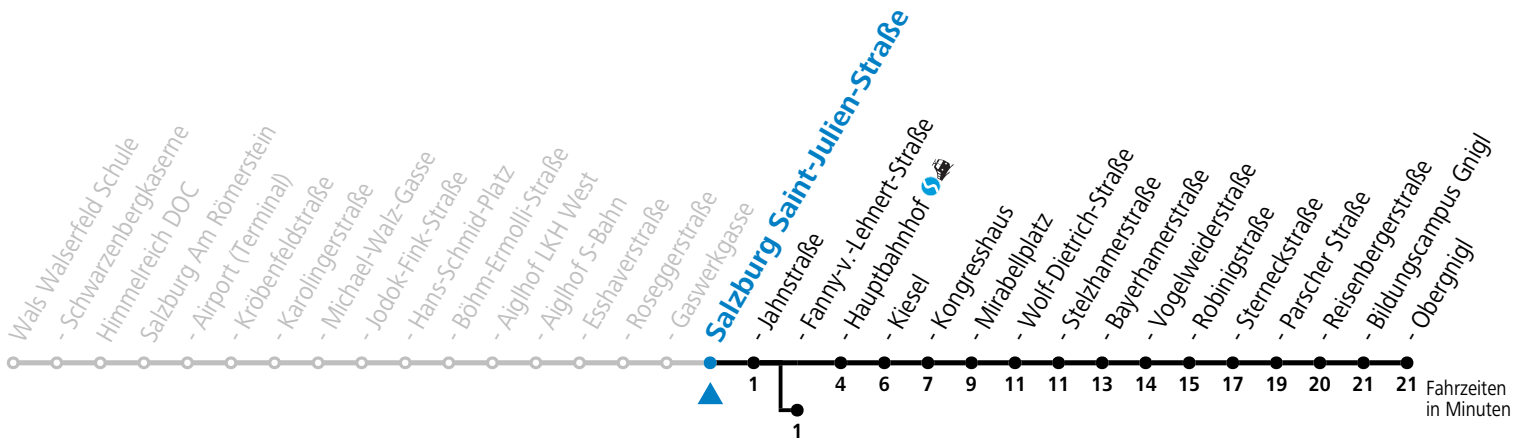 Wals Walserfeld Schule
- Schwarzenbergkaserne
Himmelreich DOC
Salzburg Am Römerstein
- Airport (Terminal)
- Kröbenfeldstraße
- Karolingerstraße
- Michael-Walz-Gasse
- Jodok-Fink-Straße
- Hans-Schmid-Platz
- Böhm-Ermolli-Straße
- Aiglhof LKH West
- Aiglhof S-Bahn
- Esshaverstraße
- Roseggerstraße
- Gaswerkgasse
Salzburg Saint-Julien-Straße
- Jahnstraße
- Fanny-v.-Lehnert-Straße
- Hauptbahnhof
- Kiesel
- Kongresshaus
- Mirabellplatz
- Wolf-Dietrich-Straße
- Stelzhamerstraße
- Bayerhamerstraße
- Vogelweiderstraße
- Robinigstraße
- Sterneckstraße
- Parscher Straße
- Reisenbergerstraße
- Bildungscampus Gnigl
- Obergnigl
1 4 6 7 9 11 11 13 14 15 17 19 20 21 21 Fahrzeiten
in Minuten
1